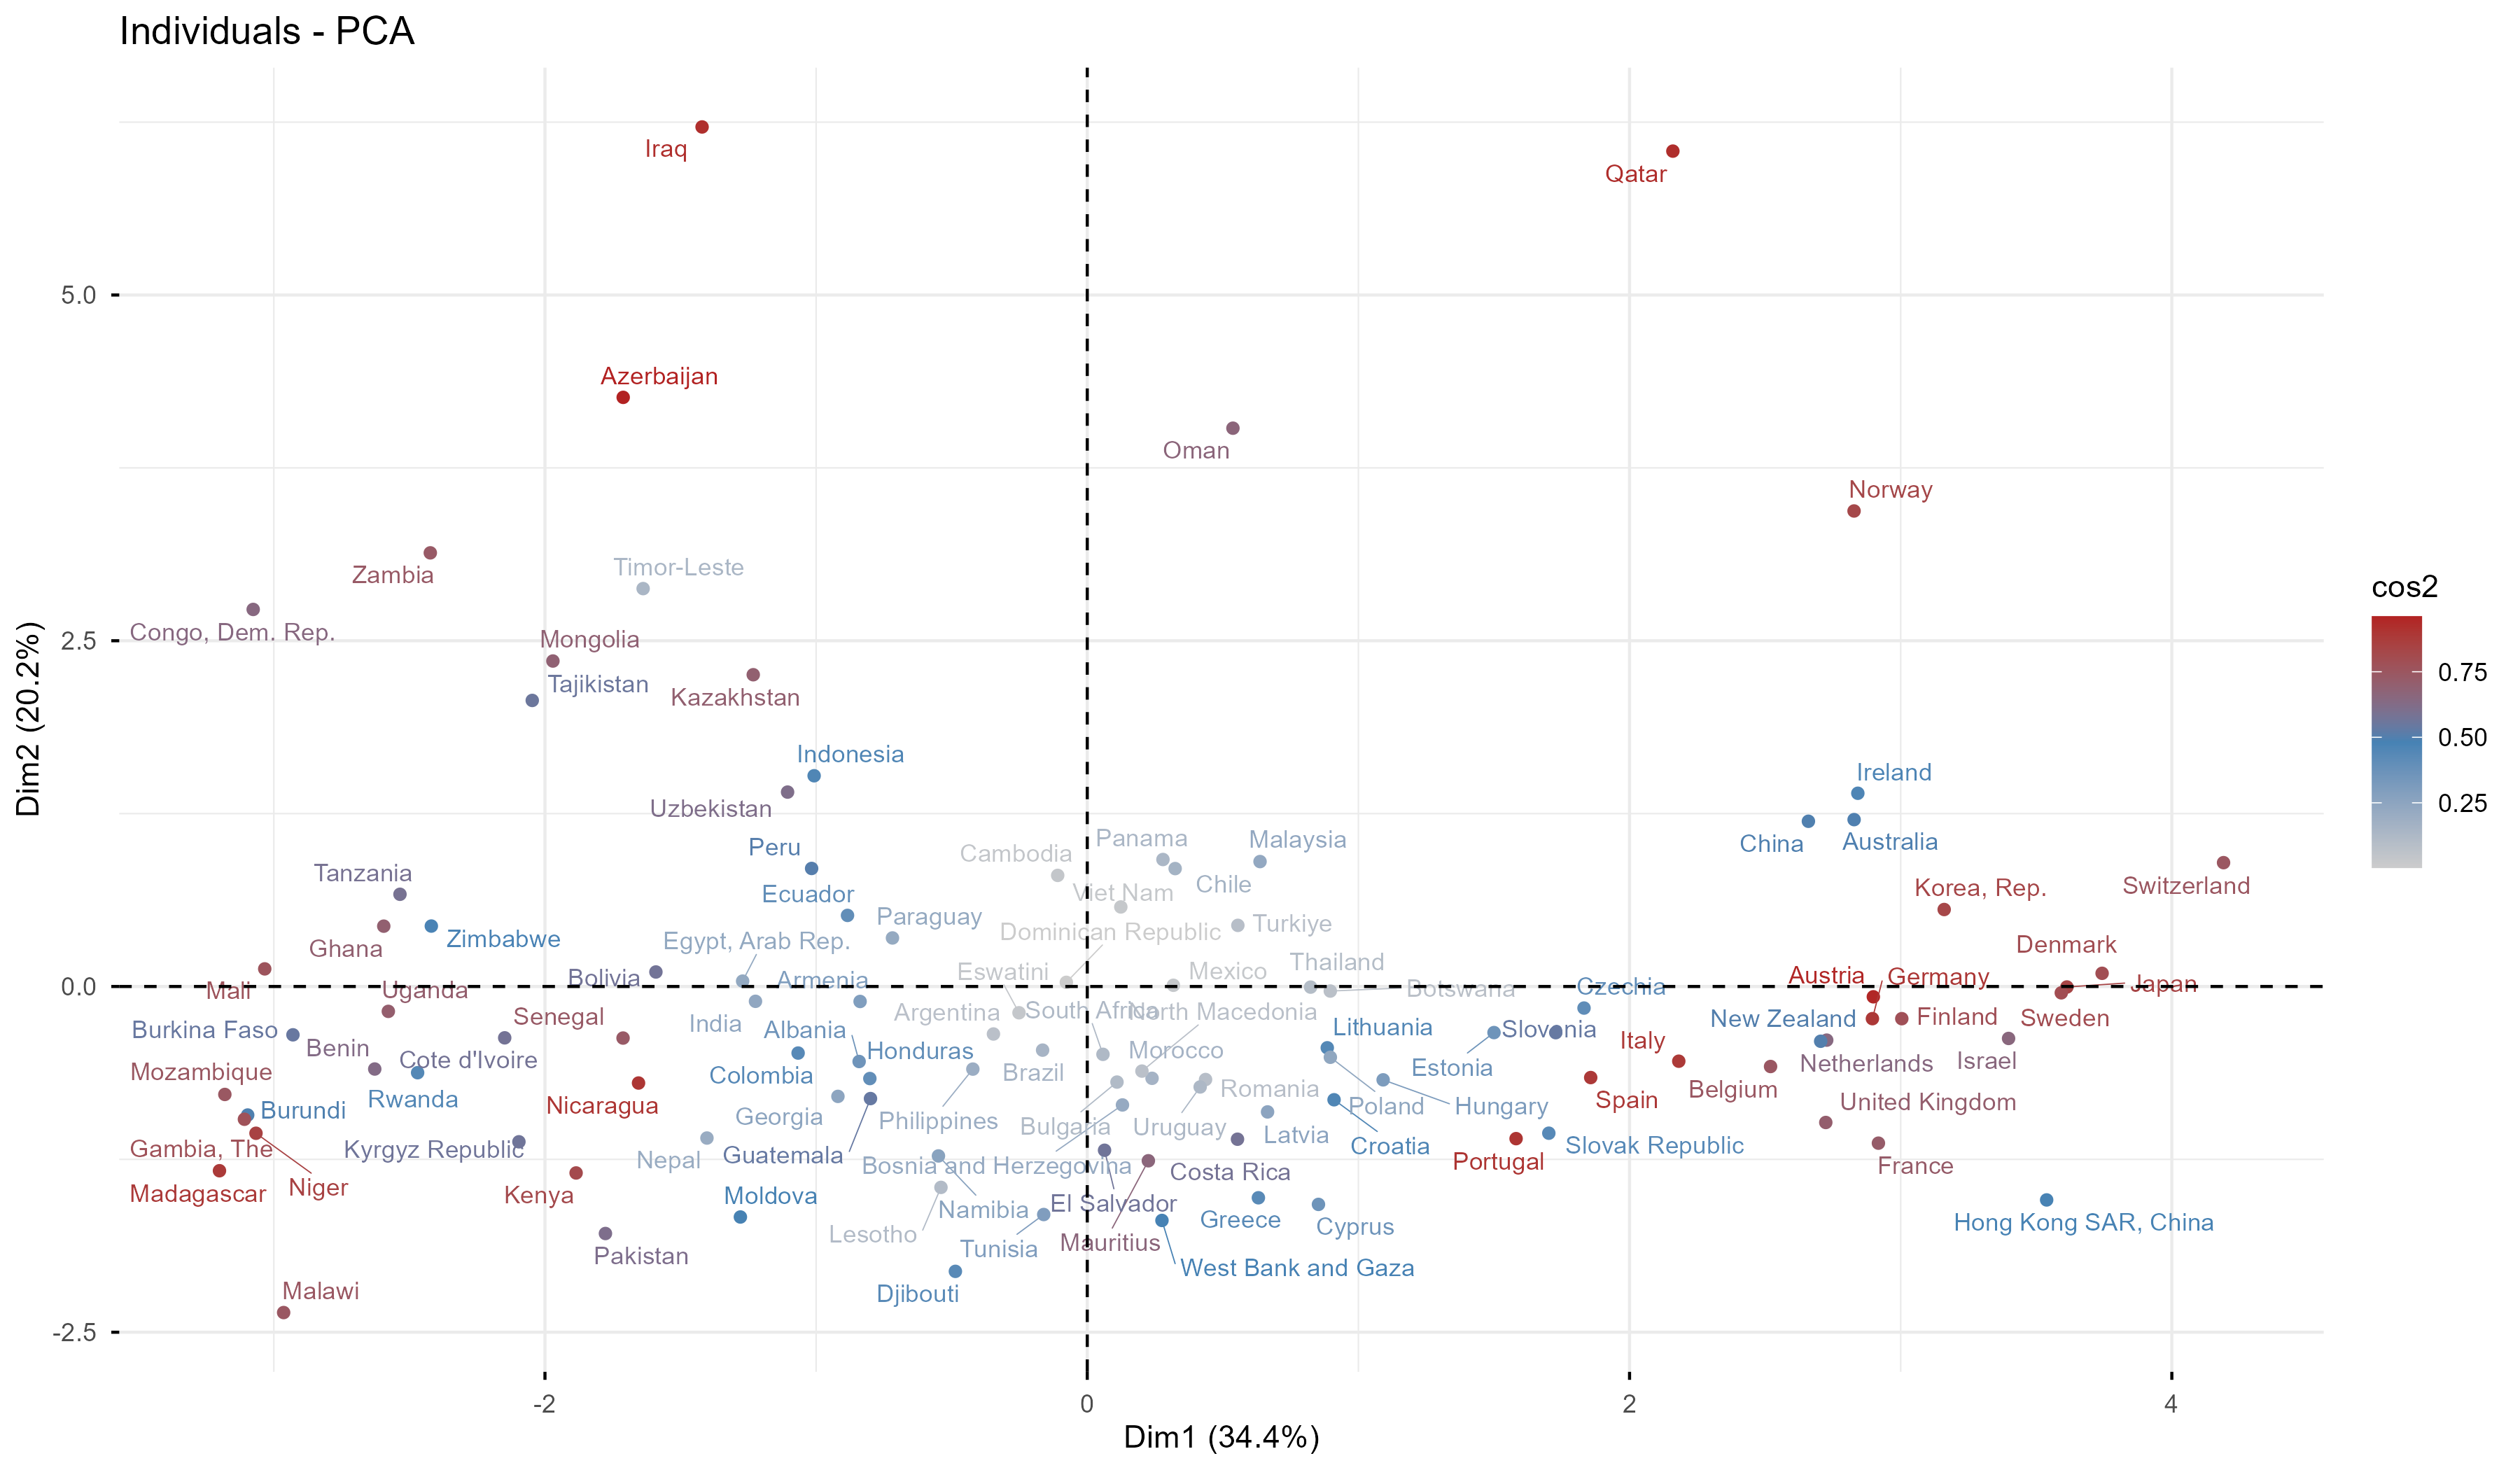 Individuals - PCA
Iraq
Qatar
Azerbaijan
Oman
Norway
Zambia
Timor-Leste
Congo, Dem. Rep.
Mongolia
Tajikistan
Kazakhstan
Indonesia
Uzbekistan
Ireland
China
Australia
Peru
Cambodia
Panama
Malaysia
Tanzania
Ecuador
Viet Nam
Chile
Korea, Rep.
Switzerland
Paraguay
Dominican Republic
Turkiye
Zimbabwe
Ghana
Egypt, Arab Rep.
Denmark
Bolivia
Armenia
Eswatini
Mexico
Thailand
Austria
Germany
Japan
Mali
Uganda
Botswana
Czechia
Argentina
South Africa
North Macedonia
Senegal
India
Burkina Faso
Albania
Lithuania
Slovenia
New Zealand
Finland
Sweden
Benin
Cote d'Ivoire
Honduras
Morocco
Italy
Israel
Mozambique
Colombia
Brazil
Estonia
Netherlands
Rwanda
Romania
Belgium
Burundi
Nicaragua
Georgia
Philippines
Bulgaria
Uruguay
Poland
Hungary
Spain
United Kingdom
Gambia, The
Kyrgyz Republic
Nepal
Guatemala
Bosnia and Herzegovina
Latvia
Croatia
Slovak Republic
Madagascar
Niger
Kenya
Costa Rica
Portugal
France
Moldova
Namibia
El Salvador
Greece
Cyprus
Hong Kong SAR, China
Lesotho
Tunisia
Mauritius
Pakistan
West Bank and Gaza
Djibouti
Malawi
5.0
2.5
0.0
-2.5
Dim2 (20.2%)
-2
0
2
4
Dim1 (34.4%)
cos2
0.75
0.50
0.25